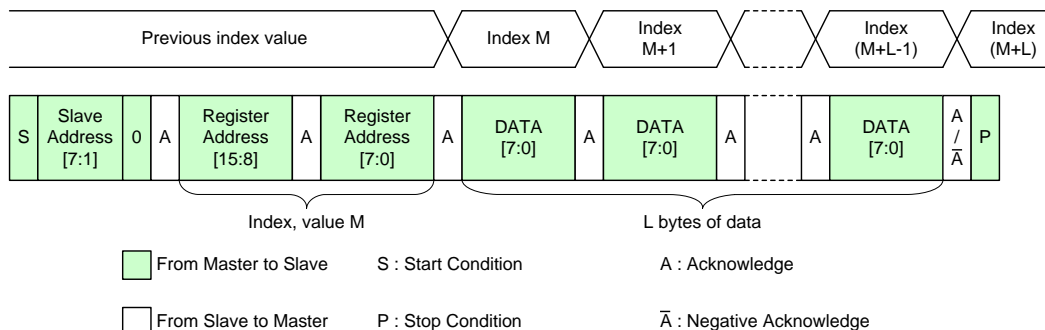 Previous index value
Index M
Index
M+1
Index
(M+L-1)
Index
(M+L)
S
Slave
Address
[7:1]
0
A
Register
Address
[15:8]
A
Register
Address
[7:0]
A
DATA
[7:0]
A
DATA
[7:0]
A
A
DATA
[7:0]
A
/
A̅
P
Index, value M
L bytes of data
From Master to Slave
S : Start Condition
A : Acknowledge
From Slave to Master
P : Stop Condition
A̅ : Negative Acknowledge